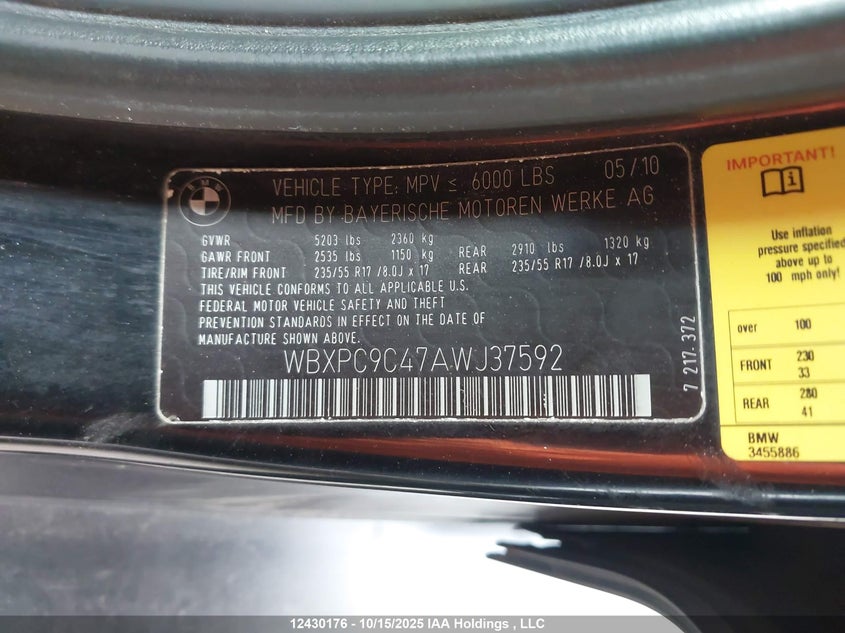 BMW
VEHICLE TYPE: MPV ≤ 6000 LBS 05/10
MFD BY BAYERISCHE MOTOREN WERKE AG
GVWR 5203 lbs 2360 kg
GAWR FRONT 2535 lbs 1150 kg REAR 2910 lbs 1320 kg
TIRE/RIM FRONT 235/55 R17 /8.0J x 17 REAR 235/55 R17 /8.0J x 17
THIS VEHICLE CONFORMS TO ALL APPLICABLE U.S.
FEDERAL MOTOR VEHICLE SAFETY AND THEFT
PREVENTION STANDARDS IN EFFECT ON THE DATE OF
MANUFACTURE SHOWN ABOVE.
WBXPC9C47AWJ37592
7 217.372
IMPORTANT!
Use inflation
pressure specified
above up to
100 mph only!
over 100
FRONT 230
33
REAR 280
41
BMW
3455886
12430176 - 10/15/2025 IAA Holdings , LLC